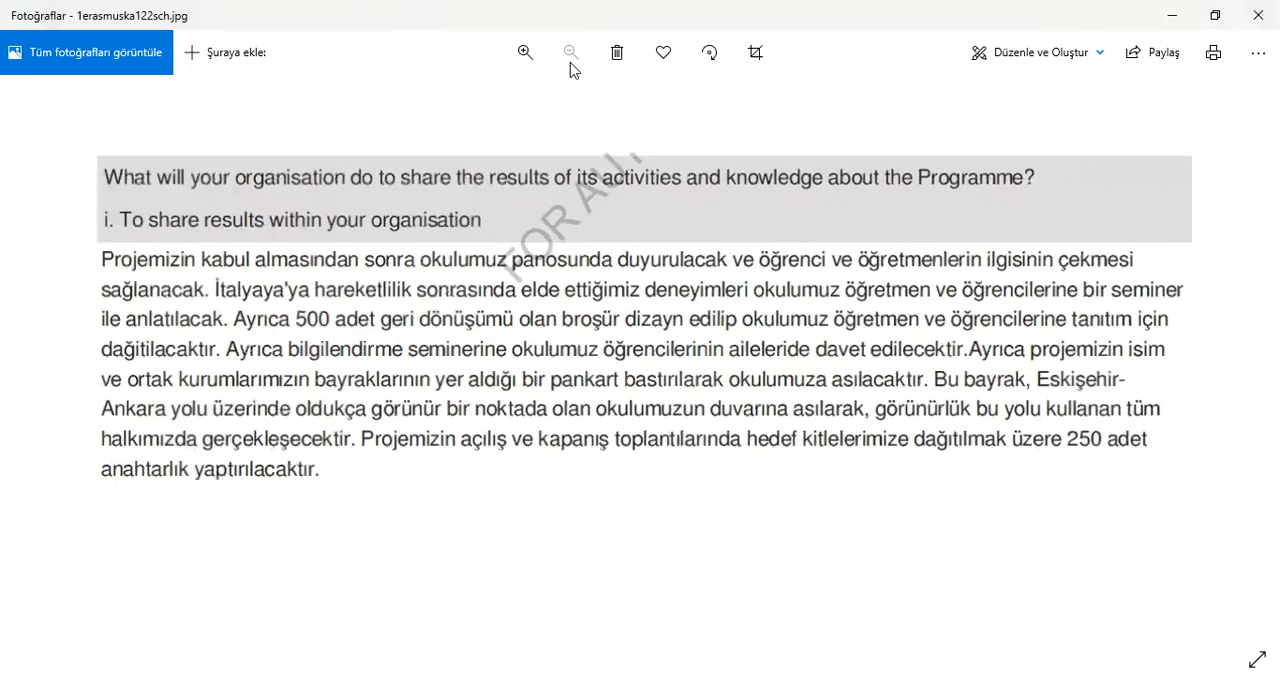 Fotoğraflar - 1erasmuska122sch.jpg
Tüm fotoğrafları görüntüle
Şuraya ekle:
Düzenle ve Oluştur
Paylaş
What will your organisation do to share the results of its activities and knowledge about the Programme?
i. To share results within your organisation
FOR AU
Projemizin kabul almasından sonra okulumuz panosunda duyurulacak ve öğrenci ve öğretmenlerin ilgisinin çekmesi
sağlanacak. İtalyaya'ya hareketlilik sonrasında elde ettiğimiz deneyimleri okulumuz öğretmen ve öğrencilerine bir seminer
ile anlatılacak. Ayrıca 500 adet geri dönüşümü olan broşür dizayn edilip okulumuz öğretmen ve öğrencilerine tanıtım için
dağitilacaktır. Ayrıca bilgilendirme seminerine okulumuz öğrencilerinin aileleride davet edilecektir.Ayrıca projemizin isim
ve ortak kurumlarımızın bayraklarının yer aldığı bir pankart bastırılarak okulumuza asılacaktır. Bu bayrak, Eskişehir-
Ankara yolu üzerinde oldukça görünür bir noktada olan okulumuzun duvarına asılarak, görünürlük bu yolu kullanan tüm
halkımızda gerçekleşecektir. Projemizin açılış ve kapanış toplantılarında hedef kitlelerimize dağıtılmak üzere 250 adet
anahtarlık yaptırılacaktır.